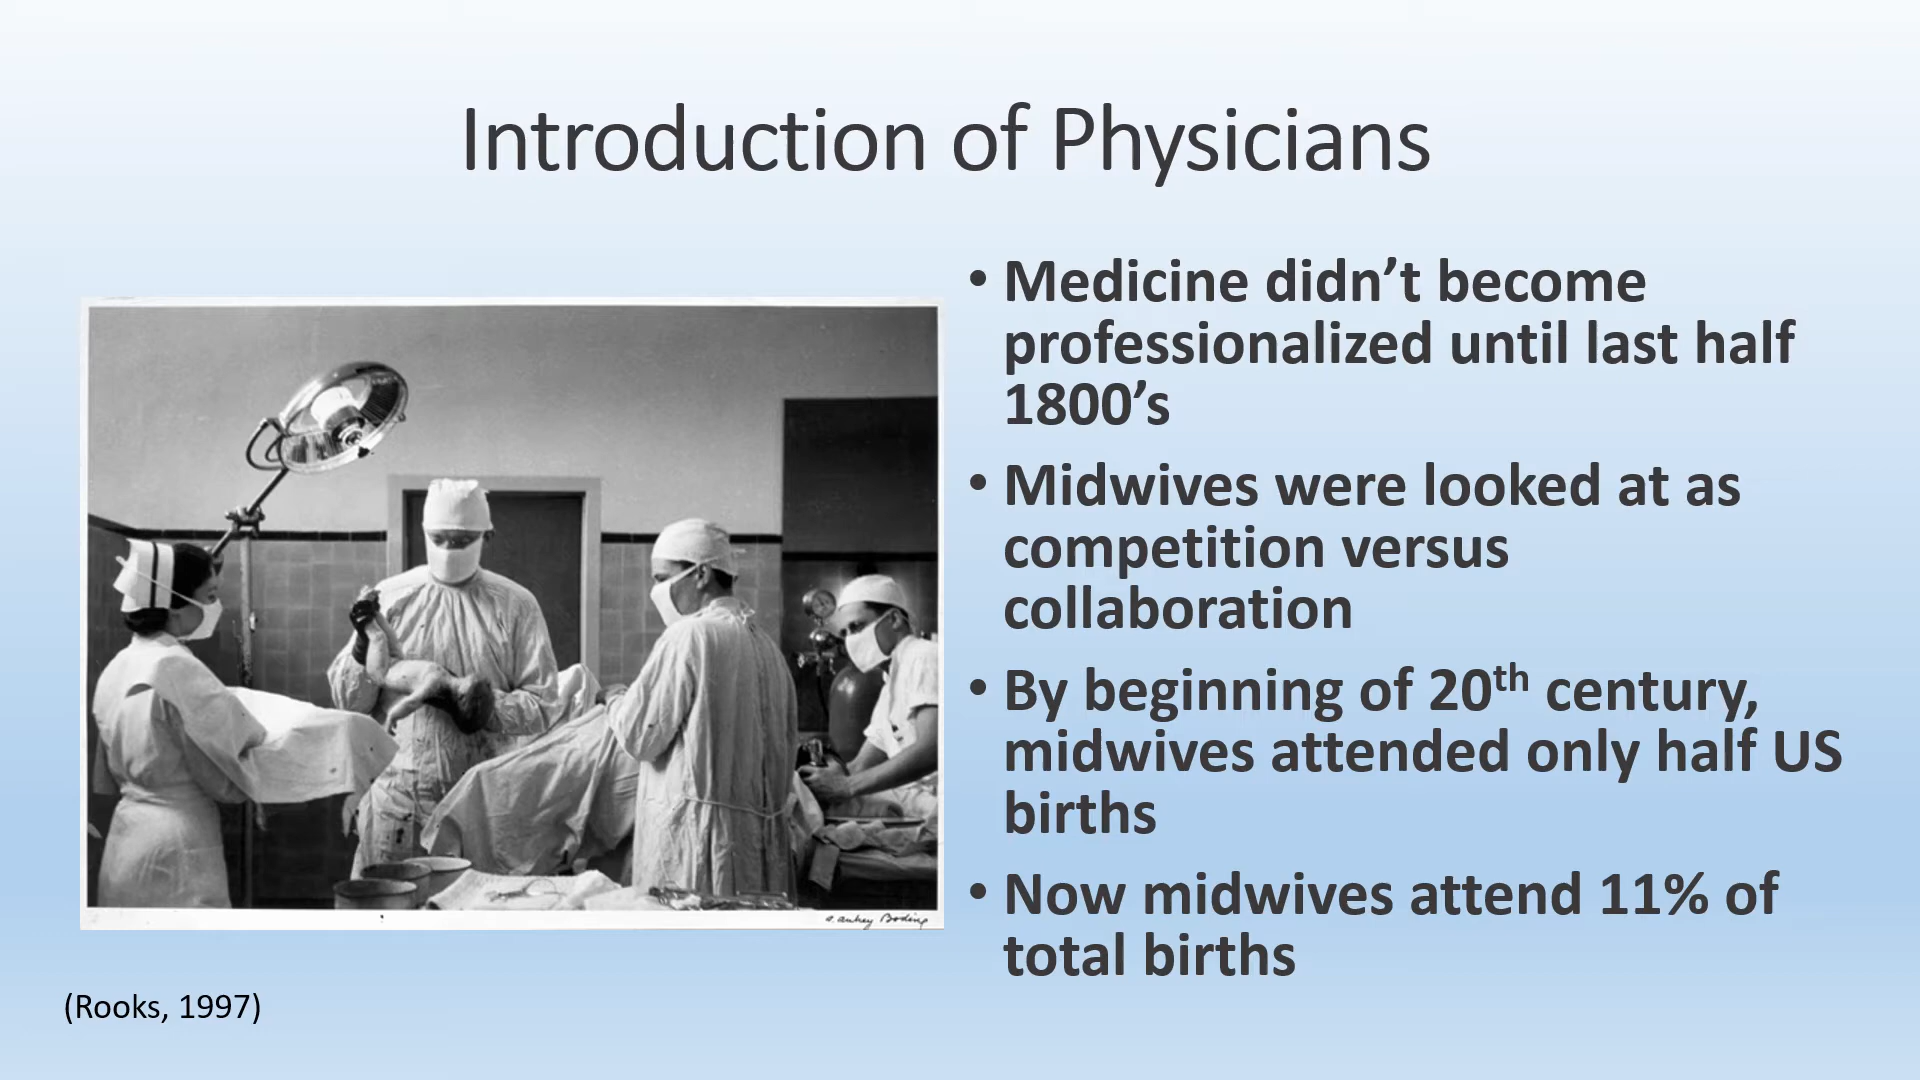 Introduction of Physicians
• Medicine didn’t become
professionalized until last half
1800’s
• Midwives were looked at as
competition versus
collaboration
• By beginning of 20th century,
midwives attended only half US
births
• Now midwives attend 11% of
total births
A. Aubrey Bodine
(Rooks, 1997)